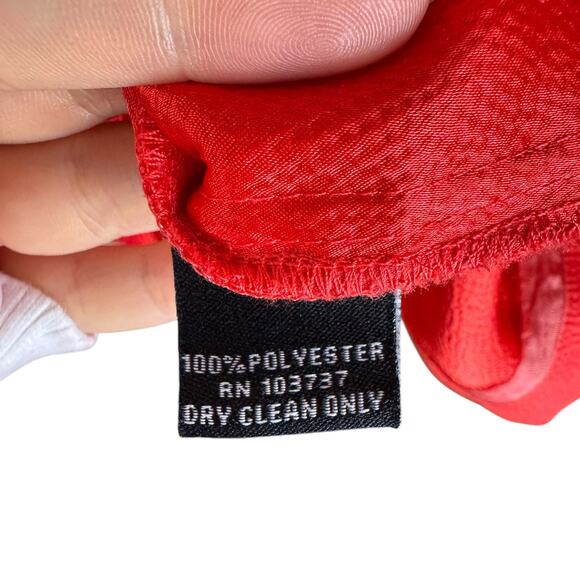 100% POLYESTER
RN 103737
DRY CLEAN ONLY